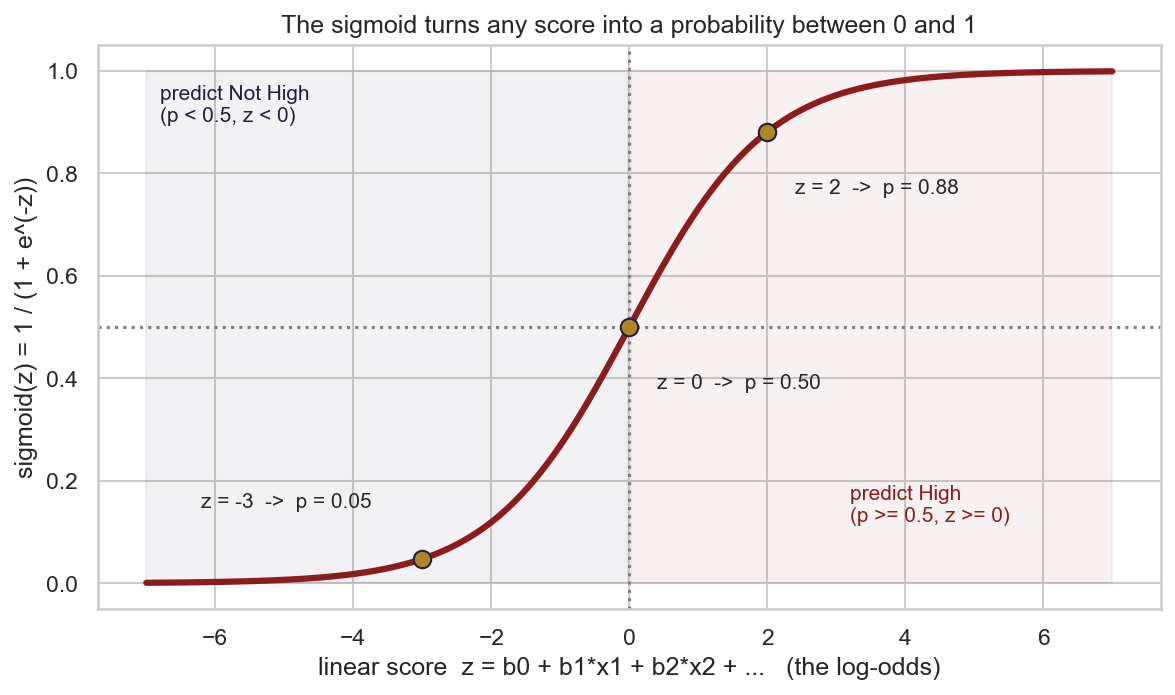 The sigmoid turns any score into a probability between 0 and 1
sigmoid(z) = 1 / (1 + e^(-z))
1.0
0.8
0.6
0.4
0.2
0.0
predict Not High
(p < 0.5, z < 0)
z = 2 -> p = 0.88
z = 0 -> p = 0.50
z = -3 -> p = 0.05
predict High
(p >= 0.5, z >= 0)
−6 −4 −2 0 2 4 6
linear score z = b0 + b1*x1 + b2*x2 + ... (the log-odds)